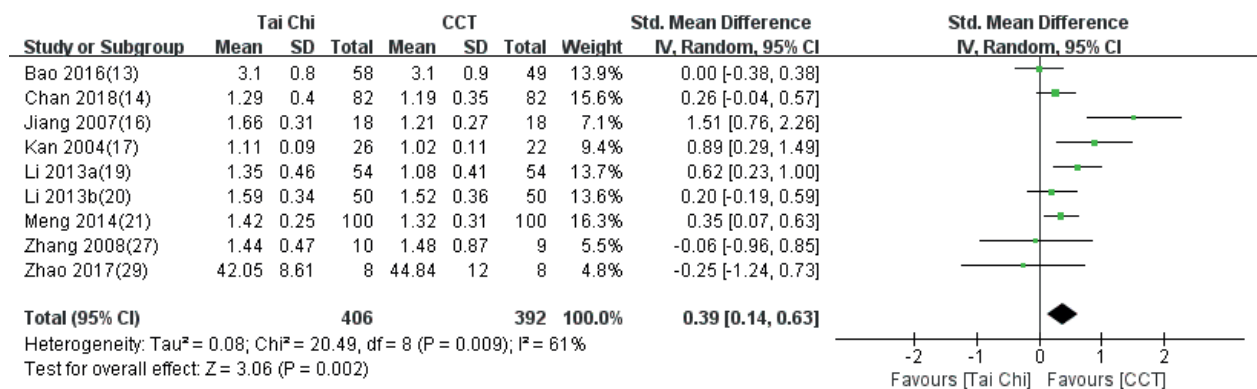 Tai Chi CCT Std. Mean Difference Std. Mean Difference
Study or Subgroup Mean SD Total Mean SD Total Weight IV, Random, 95% CI IV, Random, 95% CI
Bao 2016(13) 3.1 0.8 58 3.1 0.9 49 13.9% 0.00 [-0.38, 0.38]
Chan 2018(14) 1.29 0.4 82 1.19 0.35 82 15.6% 0.26 [-0.04, 0.57]
Jiang 2007(16) 1.66 0.31 18 1.21 0.27 18 7.1% 1.51 [0.76, 2.26]
Kan 2004(17) 1.11 0.09 26 1.02 0.11 22 9.4% 0.89 [0.29, 1.49]
Li 2013a(19) 1.35 0.46 54 1.08 0.41 54 13.8% 0.62 [0.23, 1.00]
Li 2013b(20) 1.59 0.34 50 1.52 0.36 50 13.6% 0.20 [-0.19, 0.59]
Meng 2014(21) 1.42 0.25 100 1.32 0.31 100 16.3% 0.35 [0.07, 0.63]
Zhang 2008(27) 1.44 0.47 10 1.48 0.87 9 5.5% -0.06 [-0.96, 0.85]
Zhao 2017(29) 42.05 8.61 8 44.84 12 8 4.8% -0.25 [-1.24, 0.73]
Total (95% CI) 406 392 100.0% 0.39 [0.14, 0.63]
Heterogeneity: Tau² = 0.08; Chi² = 20.49, df = 8 (P = 0.009); I² = 61%
Test for overall effect: Z = 3.06 (P = 0.002)
-2 -1 0 1 2
Favours [Tai Chi] Favours [CCT]